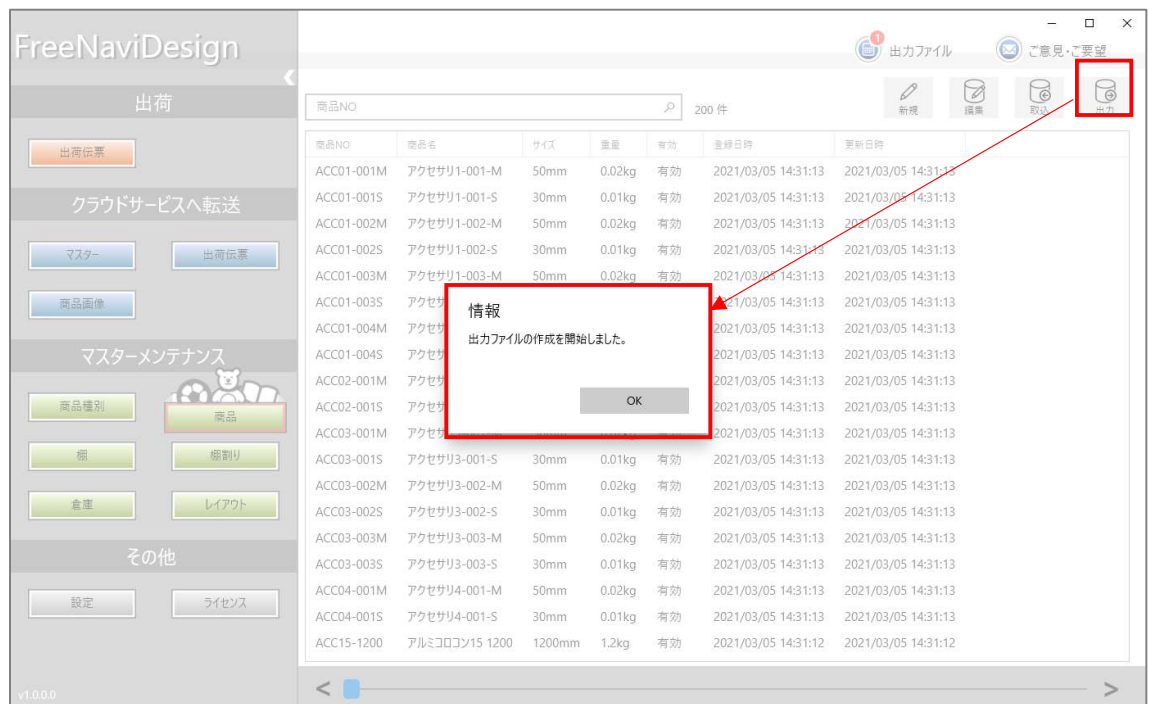 FreeNaviDesign
1
出力ファイル
ご意見・ご要望
出荷
出荷伝票
クラウドサービスへ転送
マスター
出荷伝票
商品画像
マスターメンテナンス
商品種別
商品
棚
棚割り
倉庫
レイアウト
その他
設定
ライセンス
v1.0.0.0
商品NO
200 件
新規
編集
取込
出力
商品NO 商品名 サイズ 重量 有効 登録日時 更新日時
ACC01-001M アクセサリ1-001-M 50mm 0.02kg 有効 2021/03/05 14:31:13 2021/03/05 14:31:13
ACC01-001S アクセサリ1-001-S 30mm 0.01kg 有効 2021/03/05 14:31:13 2021/03/05 14:31:13
ACC01-002M アクセサリ1-002-M 50mm 0.02kg 有効 2021/03/05 14:31:13 2021/03/05 14:31:13
ACC01-002S アクセサリ1-002-S 30mm 0.01kg 有効 2021/03/05 14:31:13 2021/03/05 14:31:13
ACC01-003M アクセサリ1-003-M 50mm 0.02kg 有効 2021/03/05 14:31:13 2021/03/05 14:31:13
ACC01-003S アクセサ 2021/03/05 14:31:13 2021/03/05 14:31:13
ACC01-004M アクセサ 2021/03/05 14:31:13 2021/03/05 14:31:13
ACC01-004S アクセサ 2021/03/05 14:31:13 2021/03/05 14:31:13
ACC02-001M アクセサ 2021/03/05 14:31:13 2021/03/05 14:31:13
ACC02-001S アクセサ 2021/03/05 14:31:13 2021/03/05 14:31:13
ACC03-001M アクセサ 2021/03/05 14:31:13 2021/03/05 14:31:13
ACC03-001S アクセサリ3-001-S 30mm 0.01kg 有効 2021/03/05 14:31:13 2021/03/05 14:31:13
ACC03-002M アクセサリ3-002-M 50mm 0.02kg 有効 2021/03/05 14:31:13 2021/03/05 14:31:13
ACC03-002S アクセサリ3-002-S 30mm 0.01kg 有効 2021/03/05 14:31:13 2021/03/05 14:31:13
ACC03-003M アクセサリ3-003-M 50mm 0.02kg 有効 2021/03/05 14:31:13 2021/03/05 14:31:13
ACC03-003S アクセサリ3-003-S 30mm 0.01kg 有効 2021/03/05 14:31:13 2021/03/05 14:31:13
ACC04-001M アクセサリ4-001-M 50mm 0.02kg 有効 2021/03/05 14:31:13 2021/03/05 14:31:13
ACC04-001S アクセサリ4-001-S 30mm 0.01kg 有効 2021/03/05 14:31:13 2021/03/05 14:31:13
ACC15-1200 アルミコロコン15 1200 1200mm 1.2kg 有効 2021/03/05 14:31:12 2021/03/05 14:31:12
情報
出力ファイルの作成を開始しました。
OK